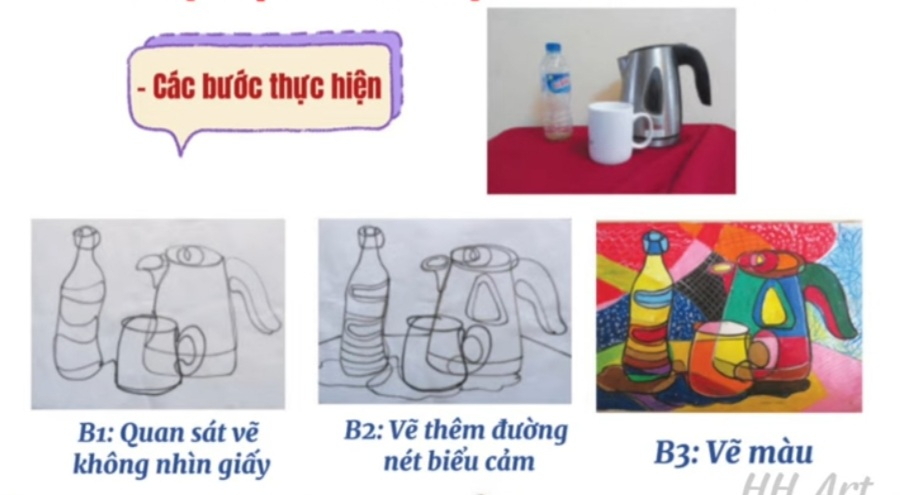 - Các bước thực hiện
B1: Quan sát vẽ
không nhìn giấy
B2: Vẽ thêm đường
nét biểu cảm
B3: Vẽ màu
HH Art